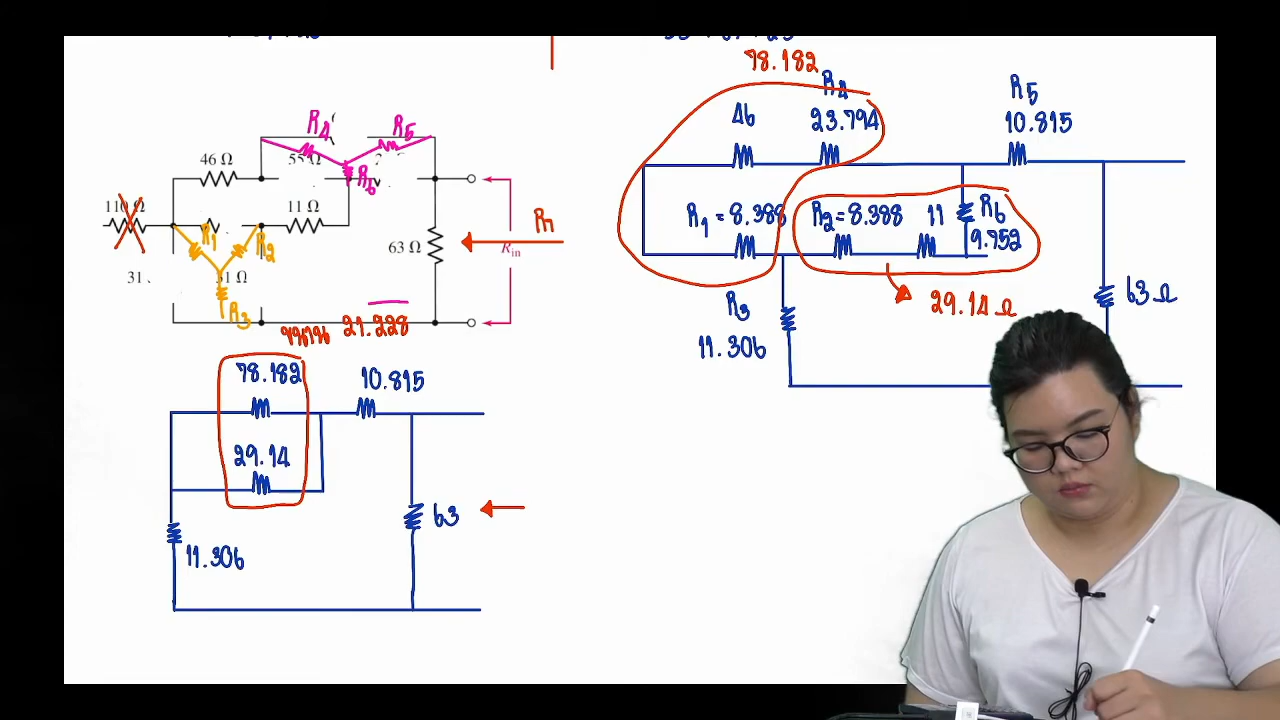 78.182
R4
R5
46
23.794
10.815
R4
R5
46 Ω
55 Ω
R6
110 Ω
11 Ω
R1 = 8.388
R2 = 8.388
11
R6
9.752
R1
R2
63 Ω
Rin
31
31 Ω
R3
21.228
29.14 Ω
63 Ω
R3
11.306
78.182
10.815
29.14
63
11.306